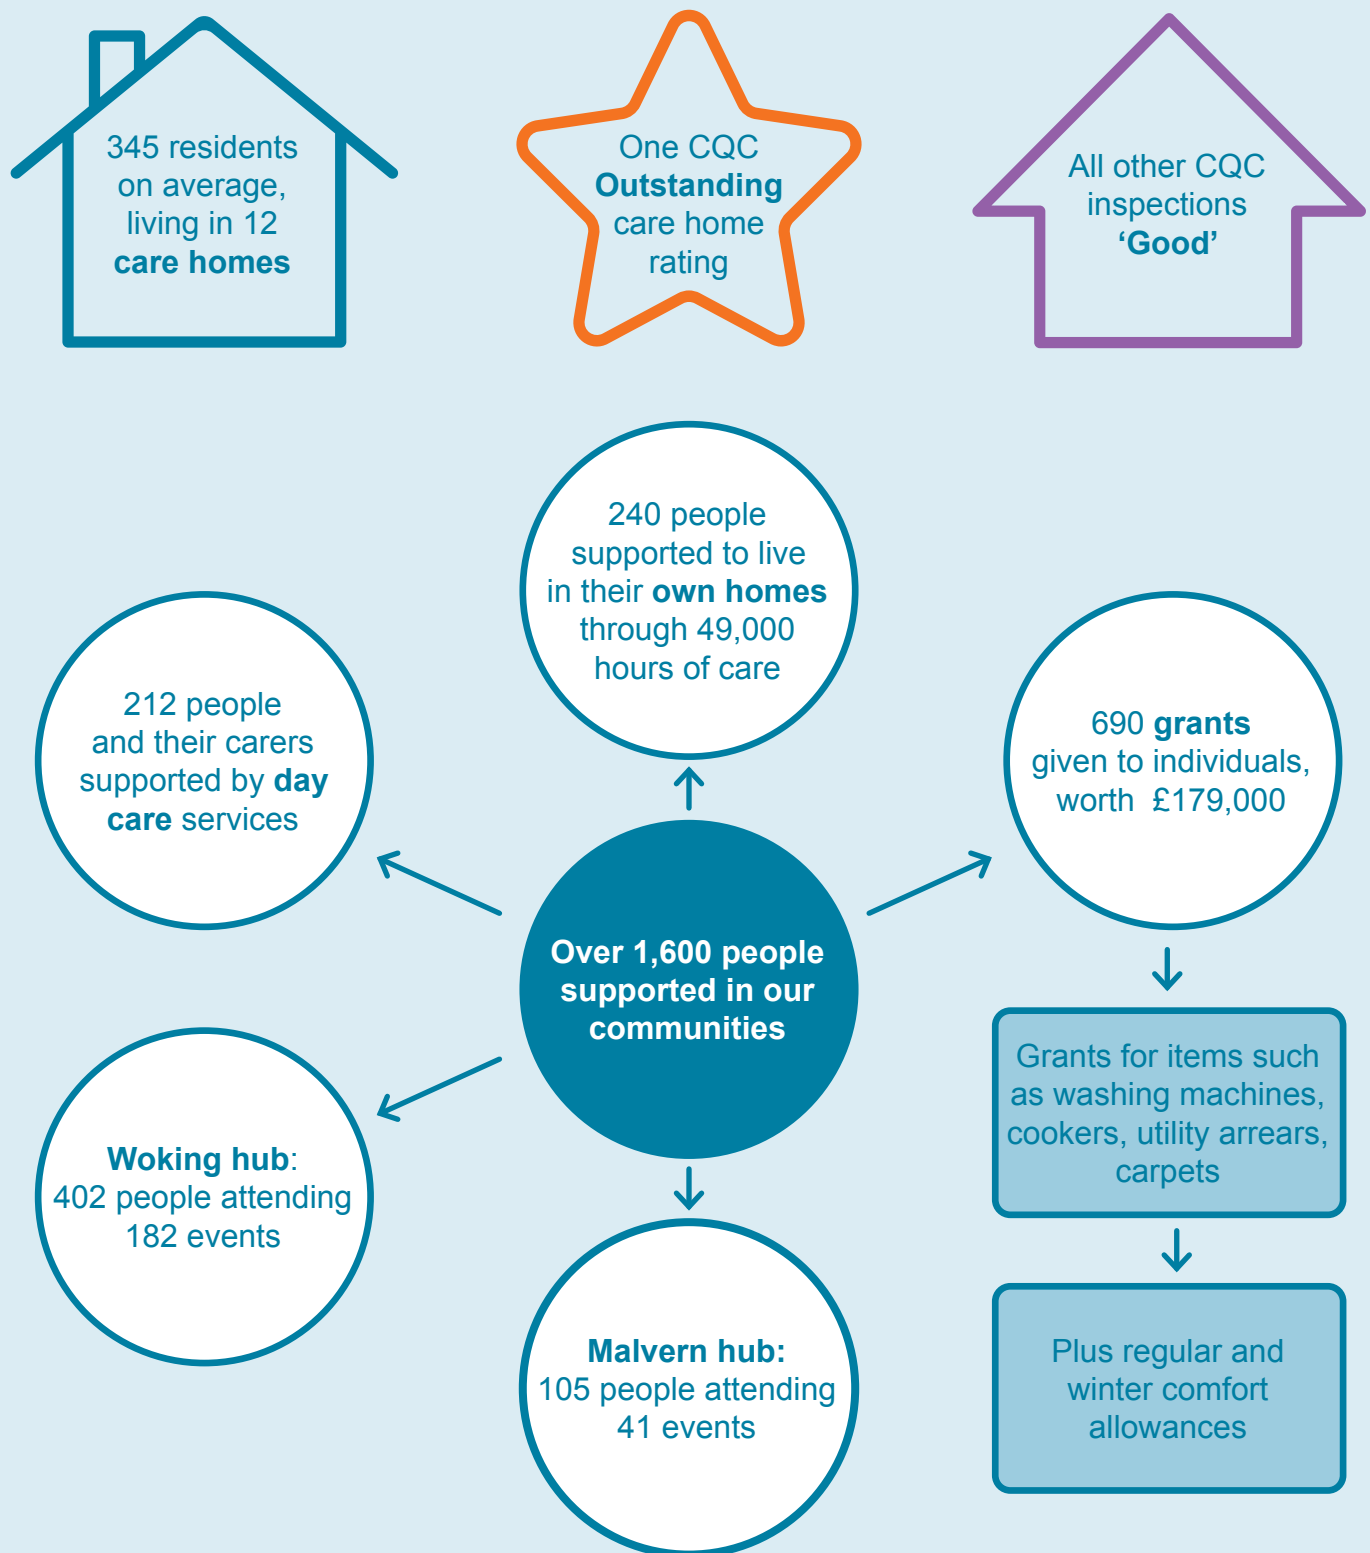 345 residents
on average,
living in 12
care homes
One CQC
Outstanding
care home
rating
All other CQC
inspections
‘Good’
240 people
supported to live
in their own homes
through 49,000
hours of care
212 people
and their carers
supported by day
care services
690 grants
given to individuals,
worth £179,000
Over 1,600 people
supported in our
communities
Grants for items such
as washing machines,
cookers, utility arrears,
carpets
Woking hub:
402 people attending
182 events
Malvern hub:
105 people attending
41 events
Plus regular and
winter comfort
allowances